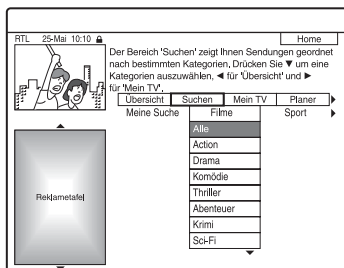 RTL 25-Mai 10:10
Home
Der Bereich 'Suchen' zeigt Ihnen Sendungen geordnet
nach bestimmten Kategorien, Drücken Sie ▼ um eine
Kategorien auszuwählen, ◄ für 'Übersicht' und ►
für 'Mein TV'.
Übersicht Suchen Mein TV Planer
Meine Suche Filme Sport
Alle
Action
Drama
Komödie
Thriller
Abenteuer
Krimi
Sci-Fi
Reklametafel